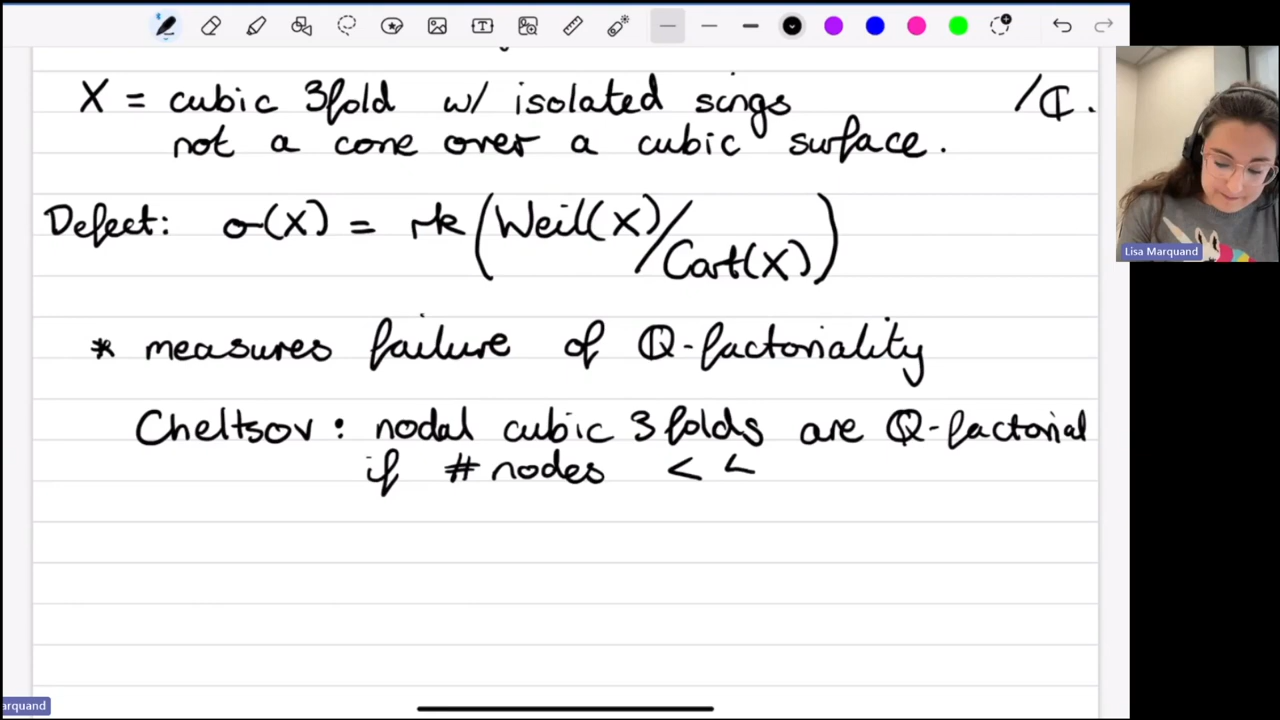 X = cubic 3fold w/ isolated sings /ℂ.
not a cone over a cubic surface.
Defect: σ(X) = rk(Weil(X)/Cart(X))
* measures failure of ℚ-factoriality
Cheltsov: nodal cubic 3folds are ℚ-factorial
if # nodes <
Lisa Marquand
arquand